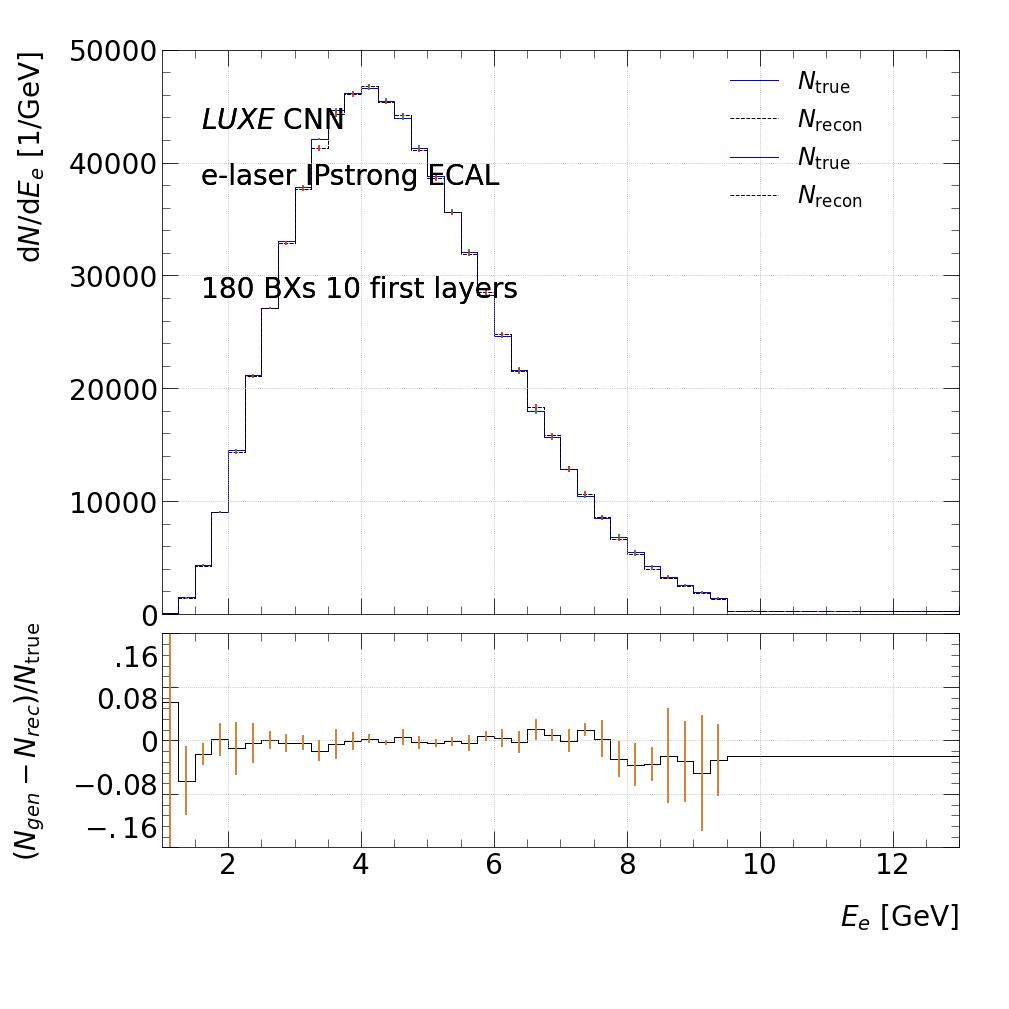 50000
40000
30000
20000
10000
0
dN/dE_e [1/GeV]
LUXE CNN
e-laser IPstrong ECAL
180 BXs 10 first layers
N_true
N_recon
N_true
N_recon
.16
0.08
0
−0.08
−.16
(N_gen − N_rec)/N_true
2 4 6 8 10 12
E_e [GeV]